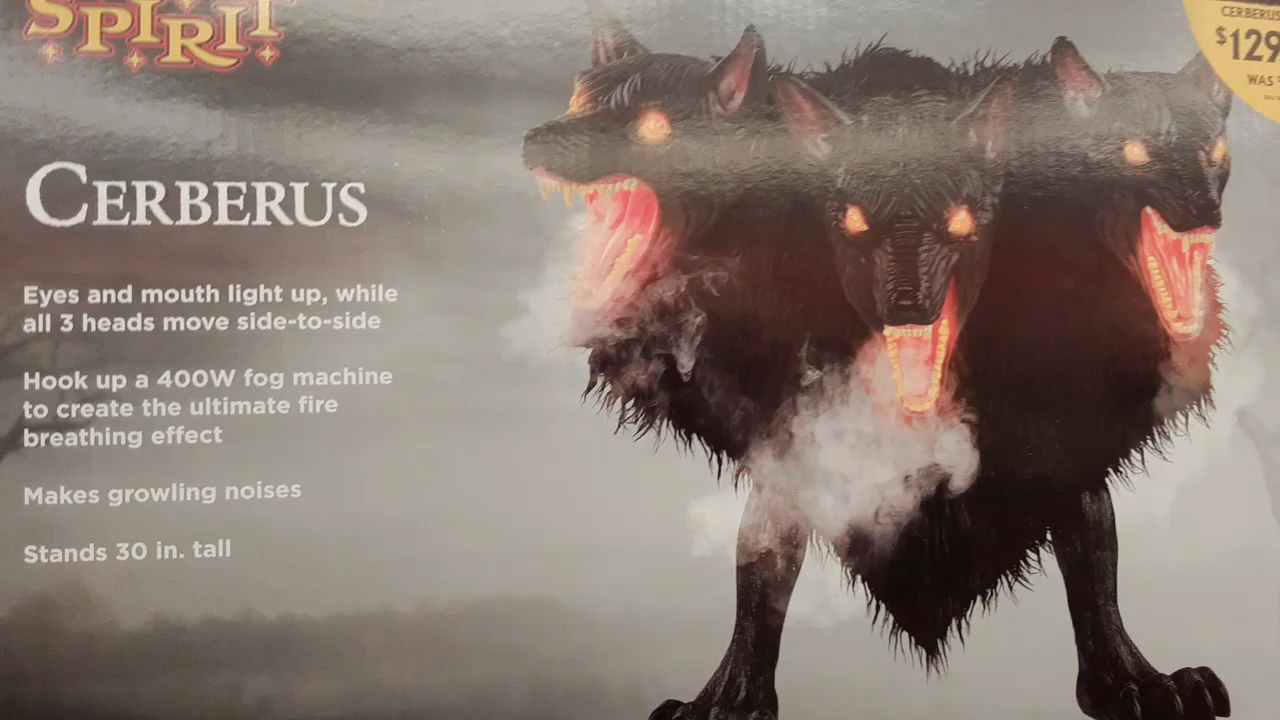 SPIRIT
CERBERUS
$129
WAS
CERBERUS
Eyes and mouth light up, while
all 3 heads move side-to-side
Hook up a 400W fog machine
to create the ultimate fire
breathing effect
Makes growling noises
Stands 30 in. tall